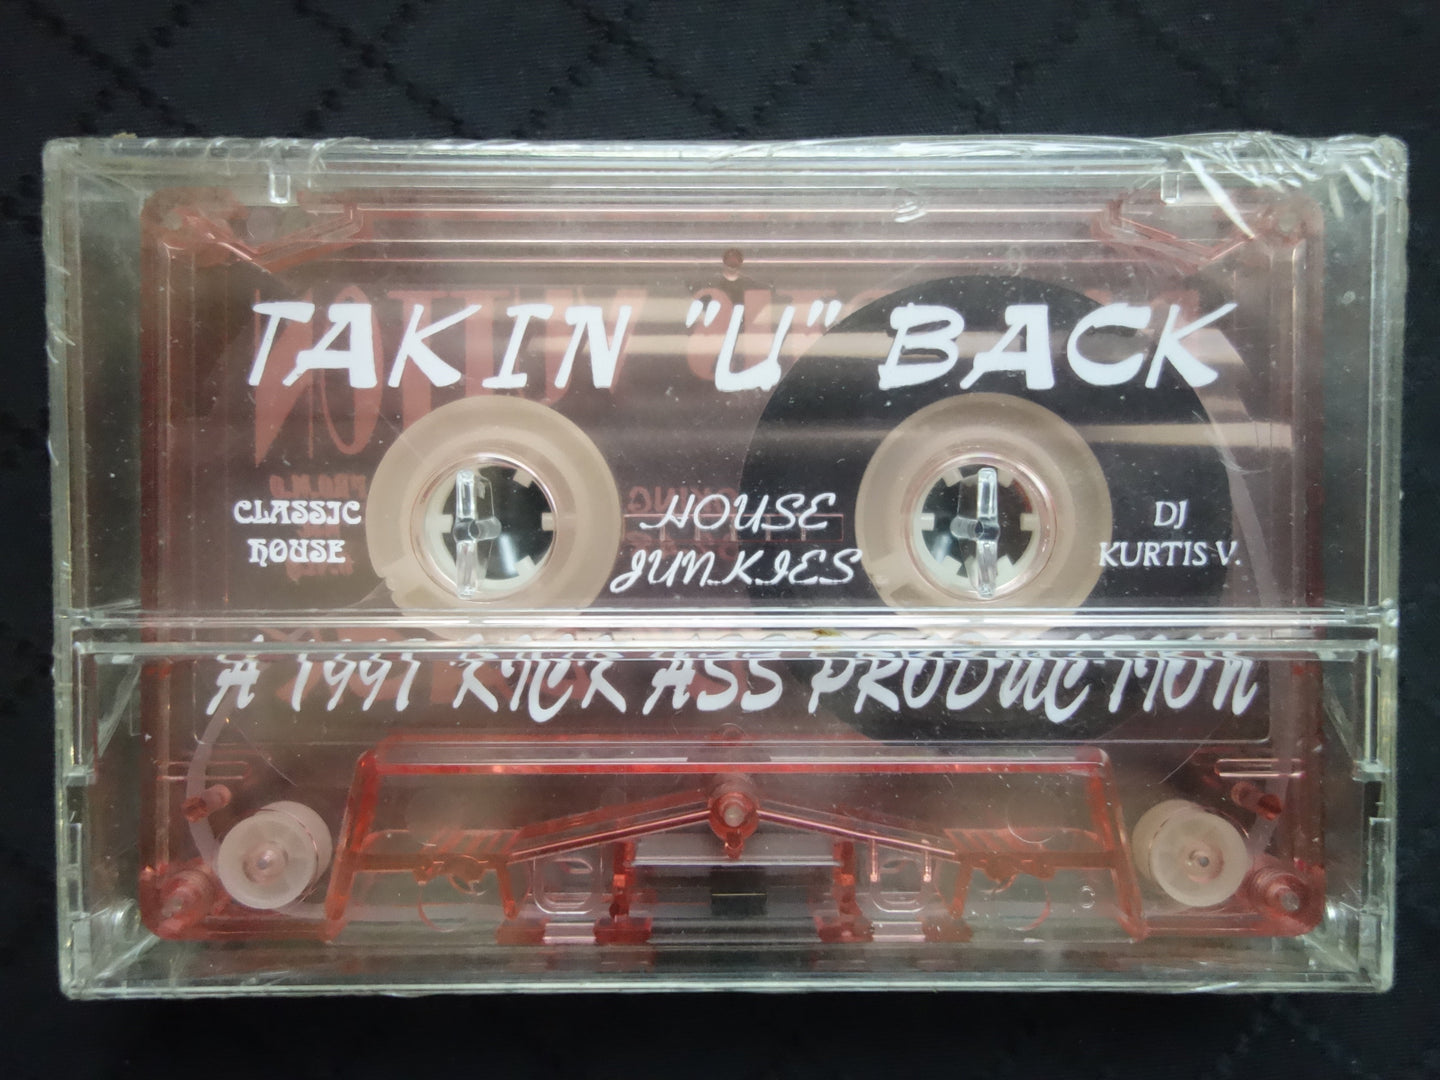 TAKIN "U" BACK
CLASSIC
HOUSE
HOUSE
JUNKIES
DJ
KURTIS V.
A 1997 KICK ASS PRODUCTION